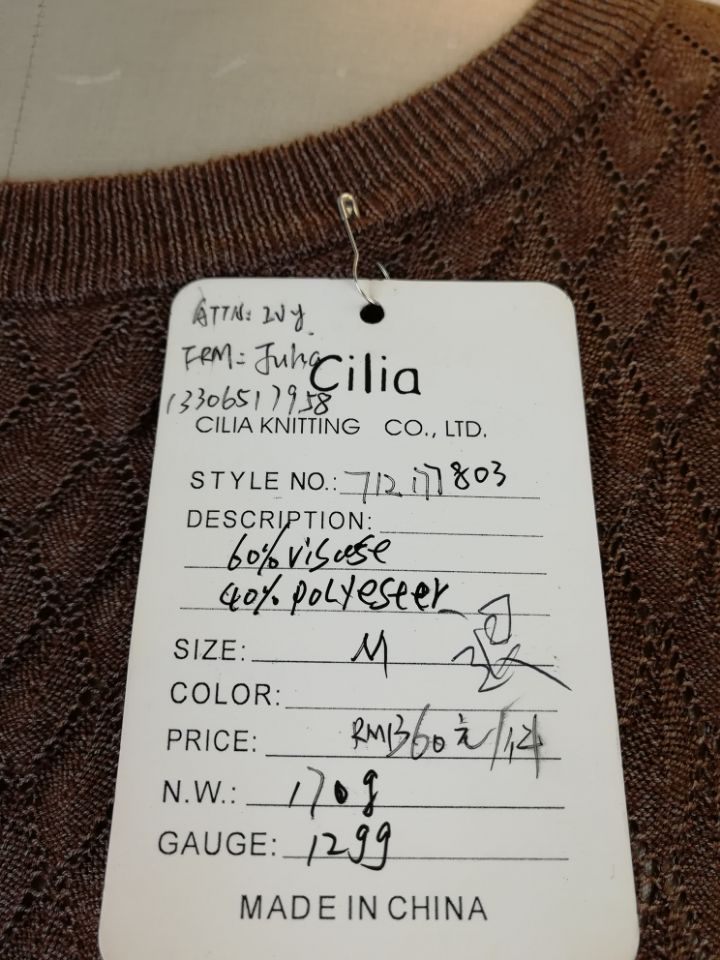 ATTN: Ivy
FRM: Juha
13306517958
Cilia
CILIA KNITTING CO., LTD.
STYLE NO.: 712177803
DESCRIPTION:
60% viscose
40% polyester
SIZE: M
COLOR:
PRICE: RMB60元/件
N.W.: 170g
GAUGE: 12gg
MADE IN CHINA